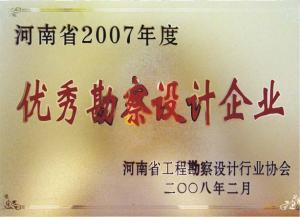 河南省2007年度
优秀勘察设计企业
河南省工程勘察设计行业协会
二〇〇八年二月